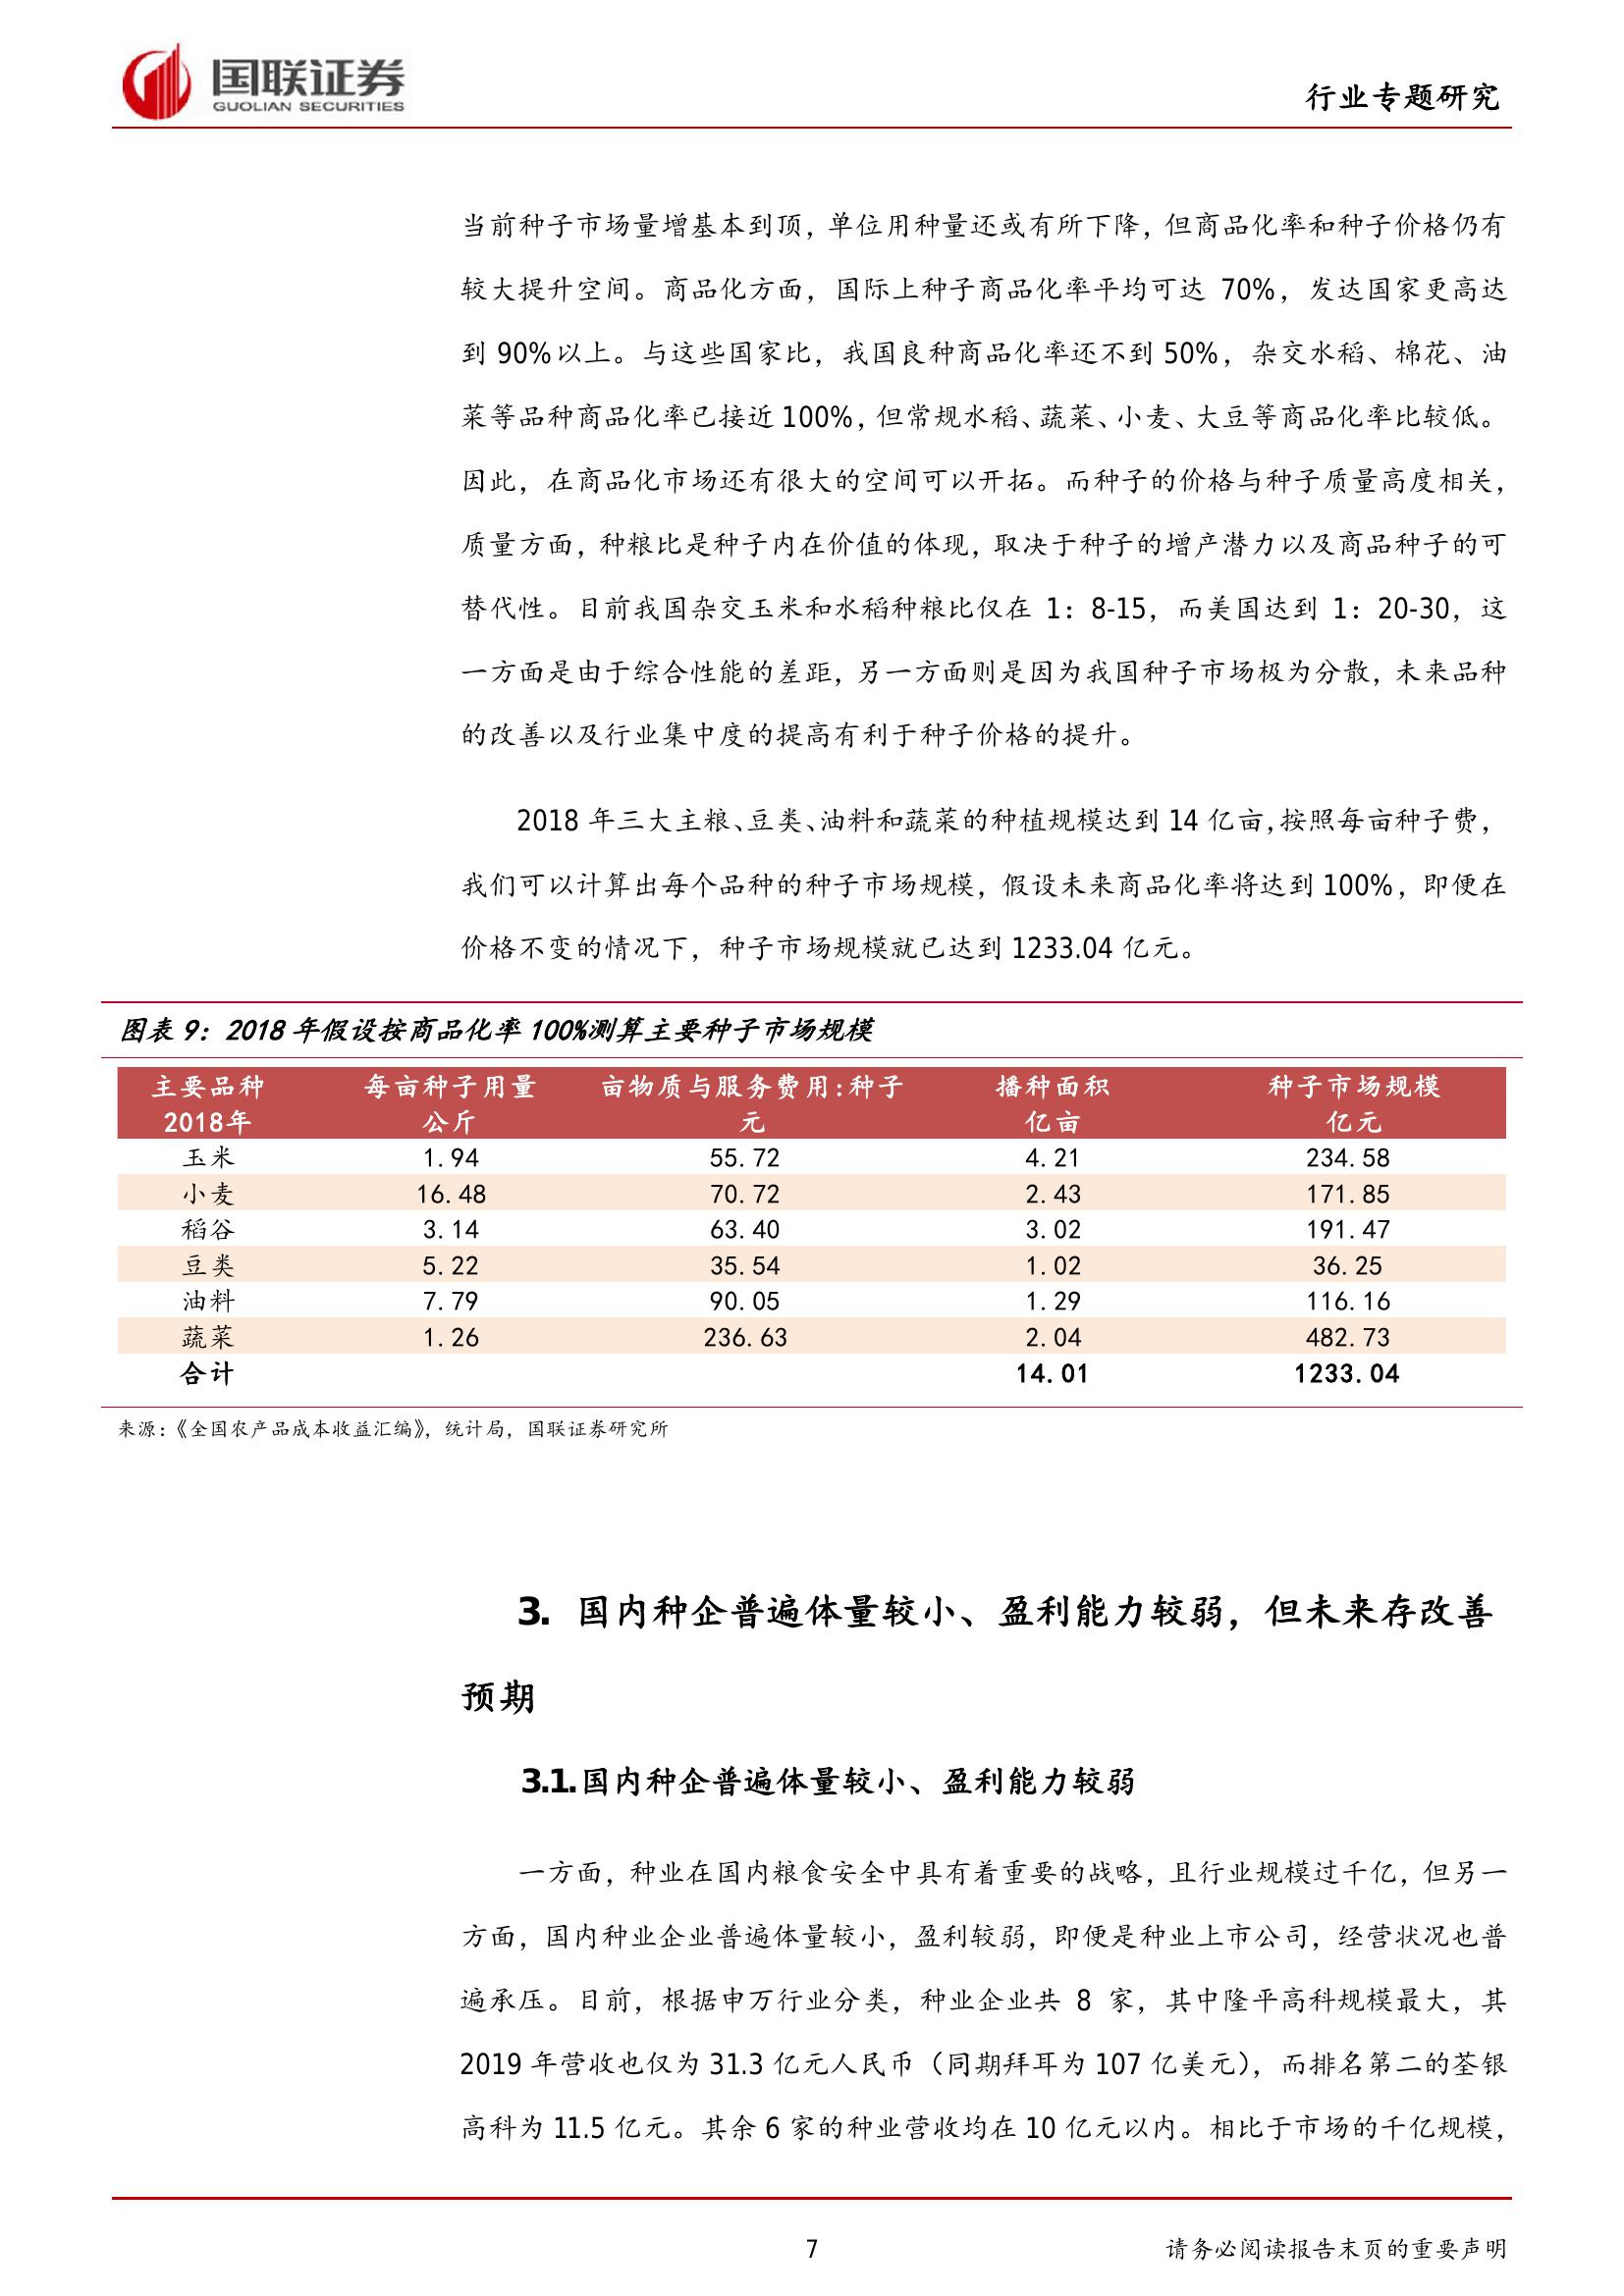 国联证券
GUOLIAN SECURITIES
行业专题研究
当前种子市场量增基本到顶，单位用种量还或有所下降，但商品化率和种子价格仍有
较大提升空间。商品化方面，国际上种子商品化率平均可达 70%，发达国家更高达
到 90%以上。与这些国家比，我国良种商品化率还不到 50%，杂交水稻、棉花、油
菜等品种商品化率已接近 100%，但常规水稻、蔬菜、小麦、大豆等商品化率比较低。
因此，在商品化市场还有很大的空间可以开拓。而种子的价格与种子质量高度相关，
质量方面，种粮比是种子内在价值的体现，取决于种子的增产潜力以及商品种子的可
替代性。目前我国杂交玉米和水稻种粮比仅在 1：8-15，而美国达到 1：20-30，这
一方面是由于综合性能的差距，另一方面则是因为我国种子市场极为分散，未来品种
的改善以及行业集中度的提高有利于种子价格的提升。
2018 年三大主粮、豆类、油料和蔬菜的种植规模达到 14 亿亩，按照每亩种子费，
我们可以计算出每个品种的种子市场规模，假设未来商品化率将达到 100%，即便在
价格不变的情况下，种子市场规模就已达到 1233.04 亿元。
图表 9：2018 年假设按商品化率 100%测算主要种子市场规模
主要品种 每亩种子用量 亩物质与服务费用:种子 播种面积 种子市场规模
2018年 公斤 元 亿亩 亿元
玉米 1.94 55.72 4.21 234.58
小麦 16.48 70.72 2.43 171.85
稻谷 3.14 63.40 3.02 191.47
豆类 5.22 35.54 1.02 36.25
油料 7.79 90.05 1.29 116.16
蔬菜 1.26 236.63 2.04 482.73
合计 14.01 1233.04
来源：《全国农产品成本收益汇编》，统计局，国联证券研究所
3. 国内种企普遍体量较小、盈利能力较弱，但未来存改善
预期
3.1.国内种企普遍体量较小、盈利能力较弱
一方面，种业在国内粮食安全中具有着重要的战略，且行业规模过千亿，但另一
方面，国内种业企业普遍体量较小，盈利较弱，即便是种业上市公司，经营状况也普
遍承压。目前，根据申万行业分类，种业企业共 8 家，其中隆平高科规模最大，其
2019 年营收也仅为 31.3 亿元人民币（同期拜耳为 107 亿美元），而排名第二的荃银
高科为 11.5 亿元。其余 6 家的种业营收均在 10 亿元以内。相比于市场的千亿规模，
7
请务必阅读报告末页的重要声明